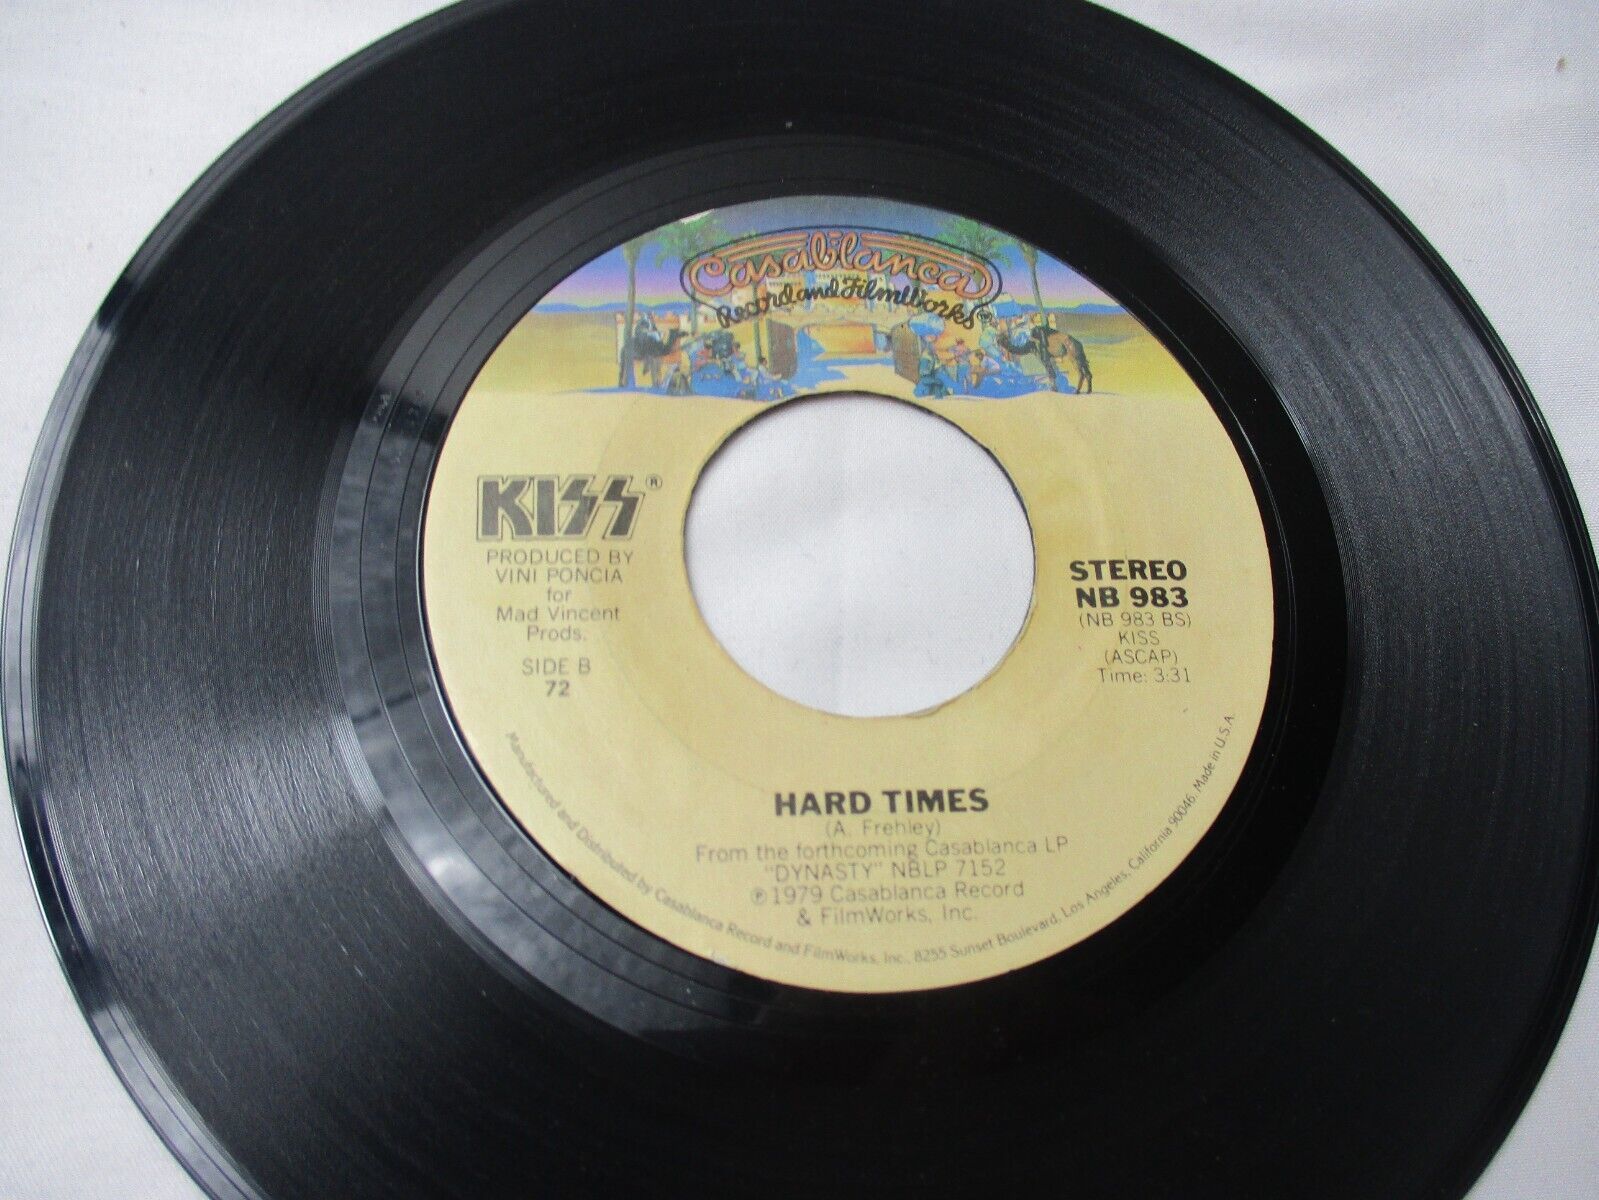 Casablanca
Record and FilmWorks
KISS®
PRODUCED BY
VINI PONCIA
for
Mad Vincent
Prods.
SIDE B
72
STEREO
NB 983
(NB 983 BS)
KISS
(ASCAP)
Time: 3:31
HARD TIMES
(A. Frehley)
From the forthcoming Casablanca LP
"DYNASTY" NBLP 7152
℗1979 Casablanca Record
& FilmWorks, Inc.
Manufactured and Distributed by Casablanca Record and FilmWorks, Inc., 8255 Sunset Boulevard, Los Angeles, California 90046. Made in U.S.A.